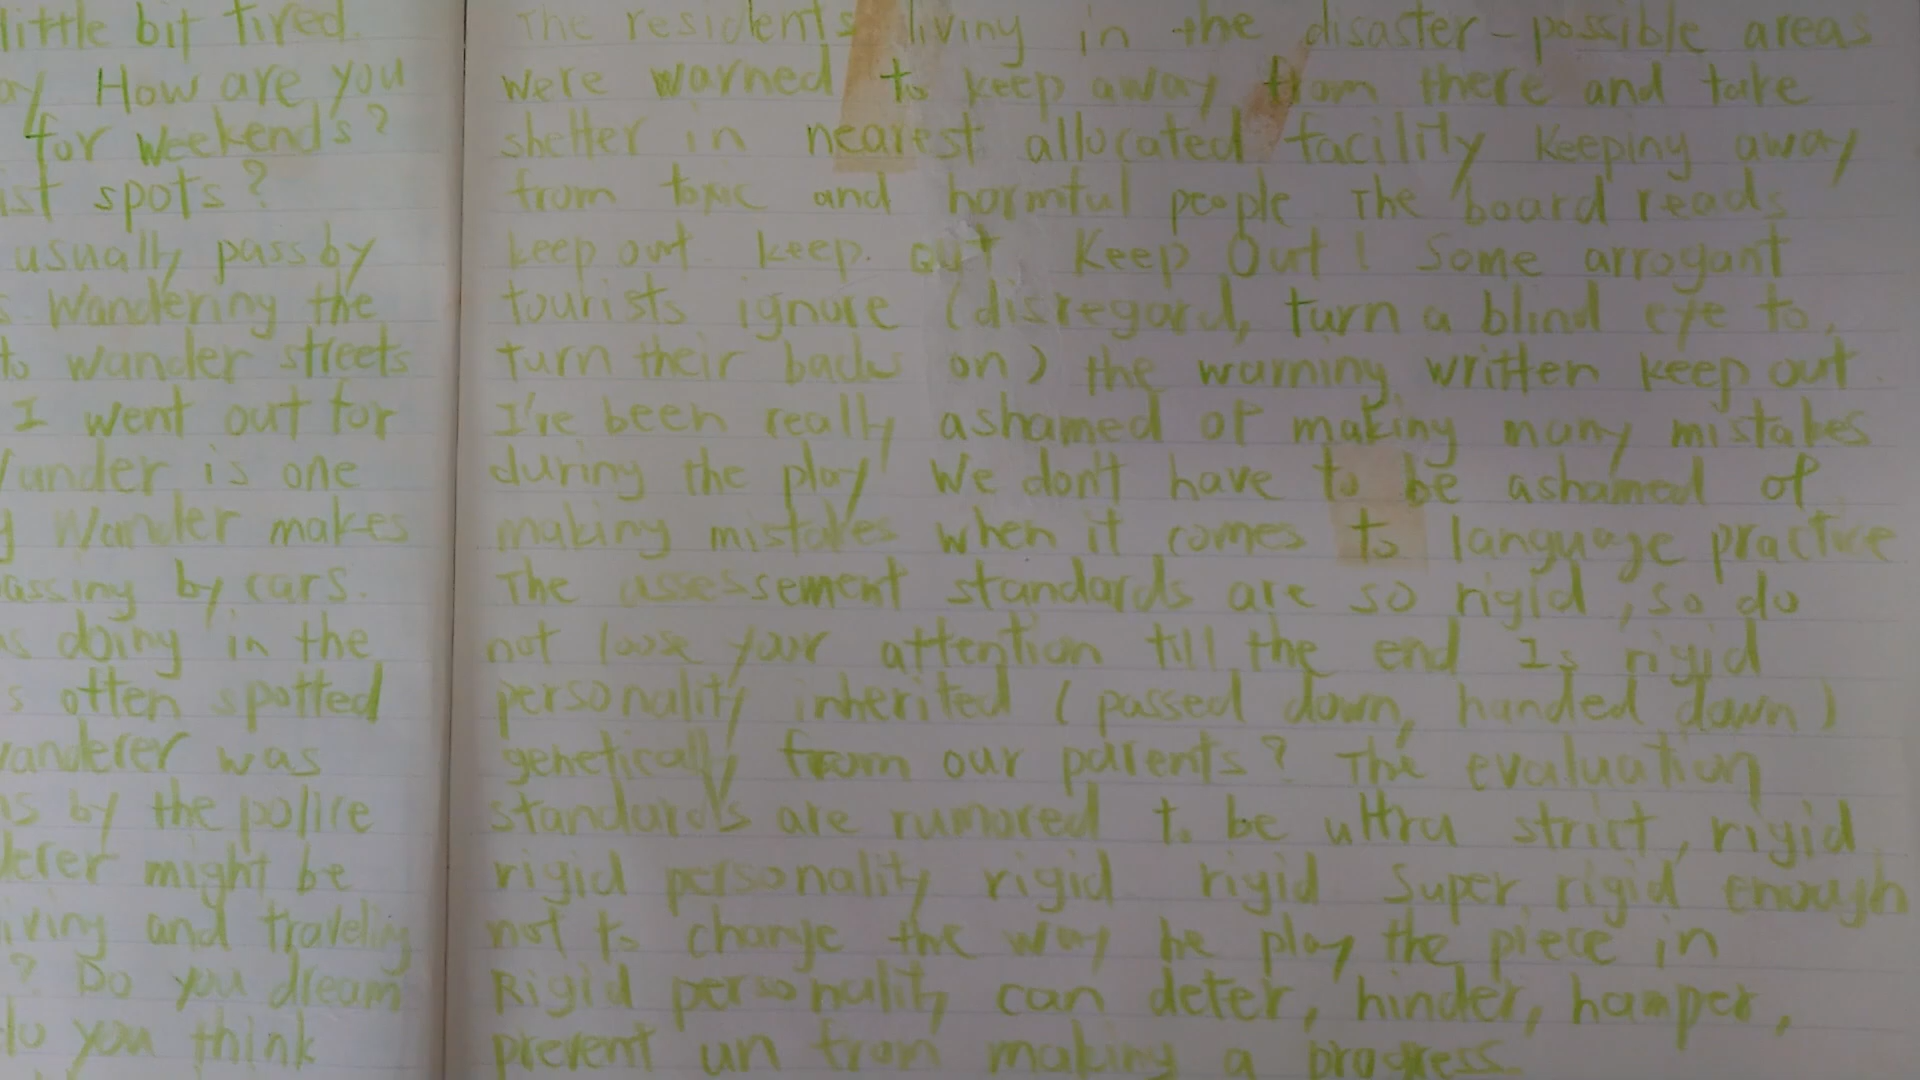 little bit tired.
ay. How are you
for weekends?
ist spots?
usually pass by
s. Wandering the
to wander streets
I went out for
Wander is one
g Wander makes
assing by cars.
as doing in the
s often spotted
wanderer was
as by the police
derer might be
iving and traveling
? Do you dream
do you think
The residents living in the disaster-possible areas
were warned to keep away from there and take
shelter in nearest allocated facility Keeping away
from toxic and harmful people The board reads
keep out keep. out Keep Out! Some arrogant
tourists ignore (disregard, turn a blind eye to,
turn their backs on) the warning written keep out.
I've been really ashamed of making many mistakes
during the play! We don't have to be ashamed of
making mistakes when it comes to language practice
The assessement standards are so rigid, so do
not loose your attention till the end Is rigid
personality inherited (passed down, handed down)
genetically from our parents? The evaluation
standards are rumored to be ultra strict, rigid
rigid personality rigid rigid super rigid enough
not to change the way he play the piece in
Rigid personality can deter, hinder, hamper,
prevent un from making a progress